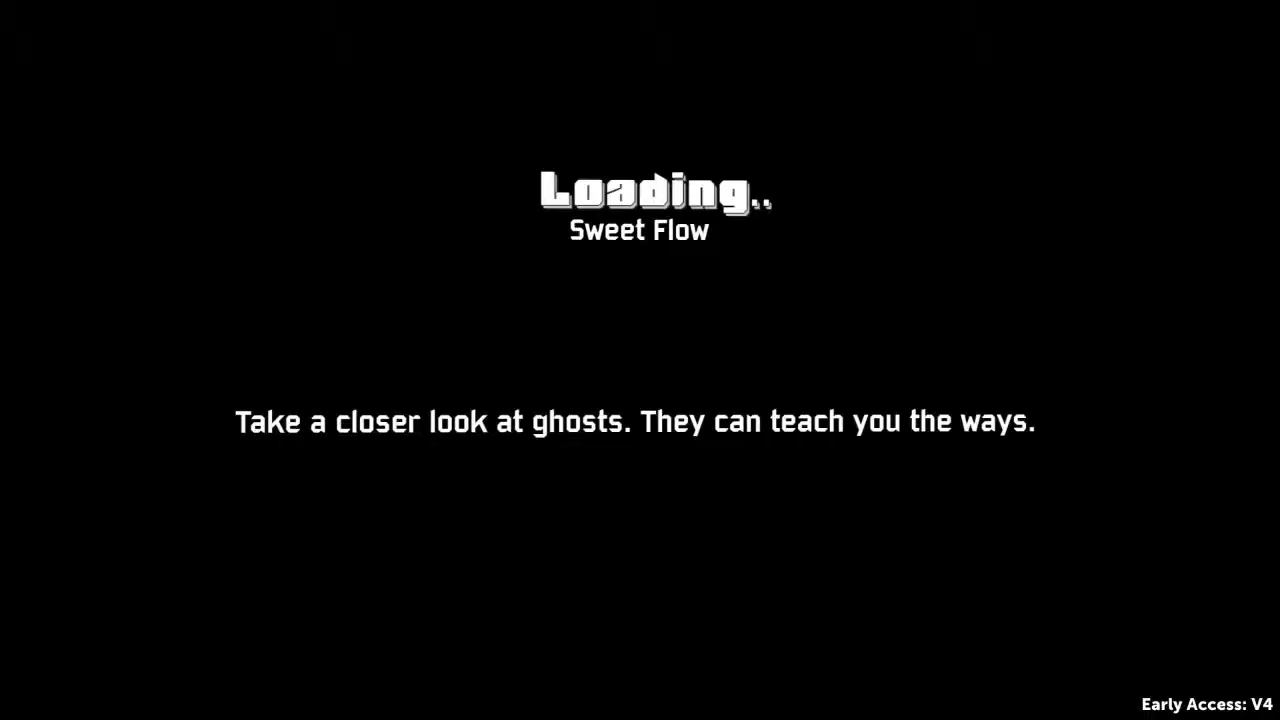 Loading..
Sweet Flow
Take a closer look at ghosts. They can teach you the ways.
Early Access: V4